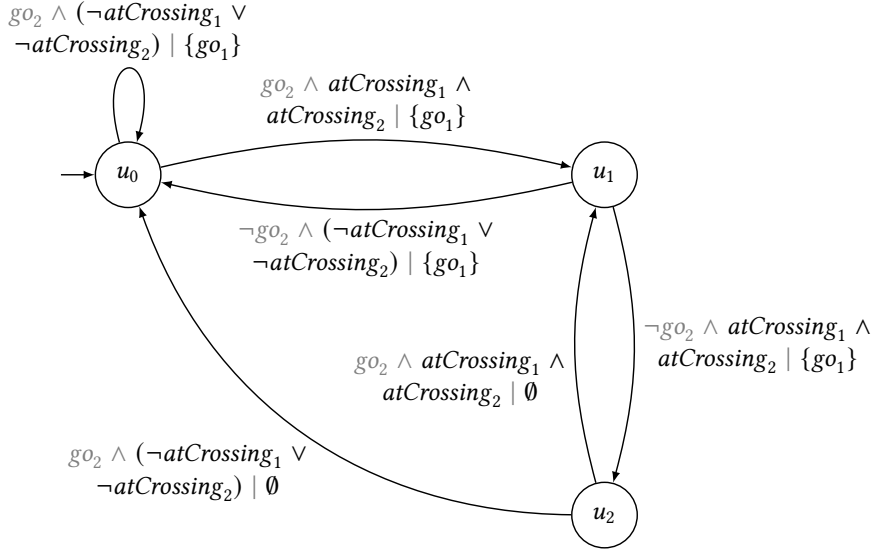 go₂ ∧ (¬atCrossing₁ ∨
¬atCrossing₂) | {go₁}
go₂ ∧ atCrossing₁ ∧
atCrossing₂ | {go₁}
u₀
u₁
¬go₂ ∧ (¬atCrossing₁ ∨
¬atCrossing₂) | {go₁}
¬go₂ ∧ atCrossing₁ ∧
atCrossing₂ | {go₁}
go₂ ∧ atCrossing₁ ∧
atCrossing₂ | ∅
go₂ ∧ (¬atCrossing₁ ∨
¬atCrossing₂) | ∅
u₂